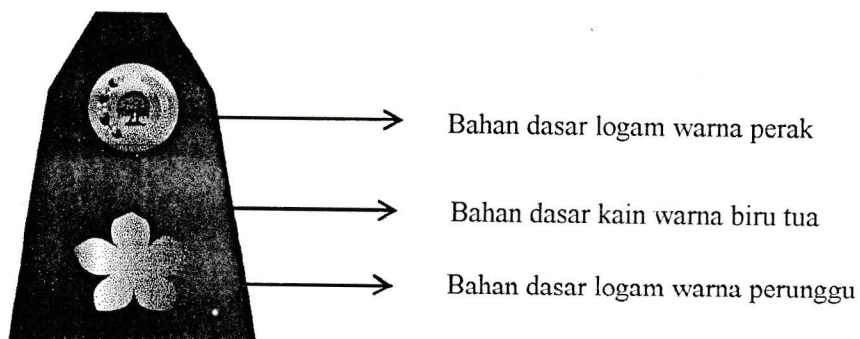 Bahan dasar logam warna perak
Bahan dasar kain warna biru tua
Bahan dasar logam warna perunggu